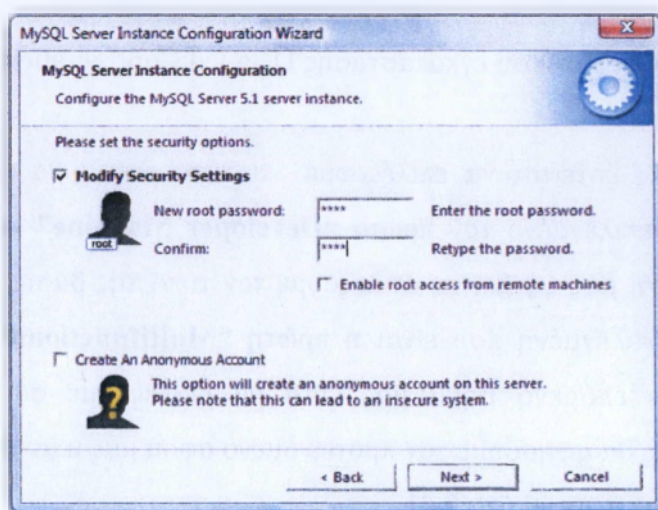 MySQL Server Instance Configuration Wizard
MySQL Server Instance Configuration
Configure the MySQL Server 5.1 server instance.
Please set the security options.
Modify Security Settings
root
New root password:
****
Enter the root password.
Confirm:
****
Retype the password.
Enable root access from remote machines
Create An Anonymous Account
?
This option will create an anonymous account on this server.
Please note that this can lead to an insecure system.
< Back
Next >
Cancel